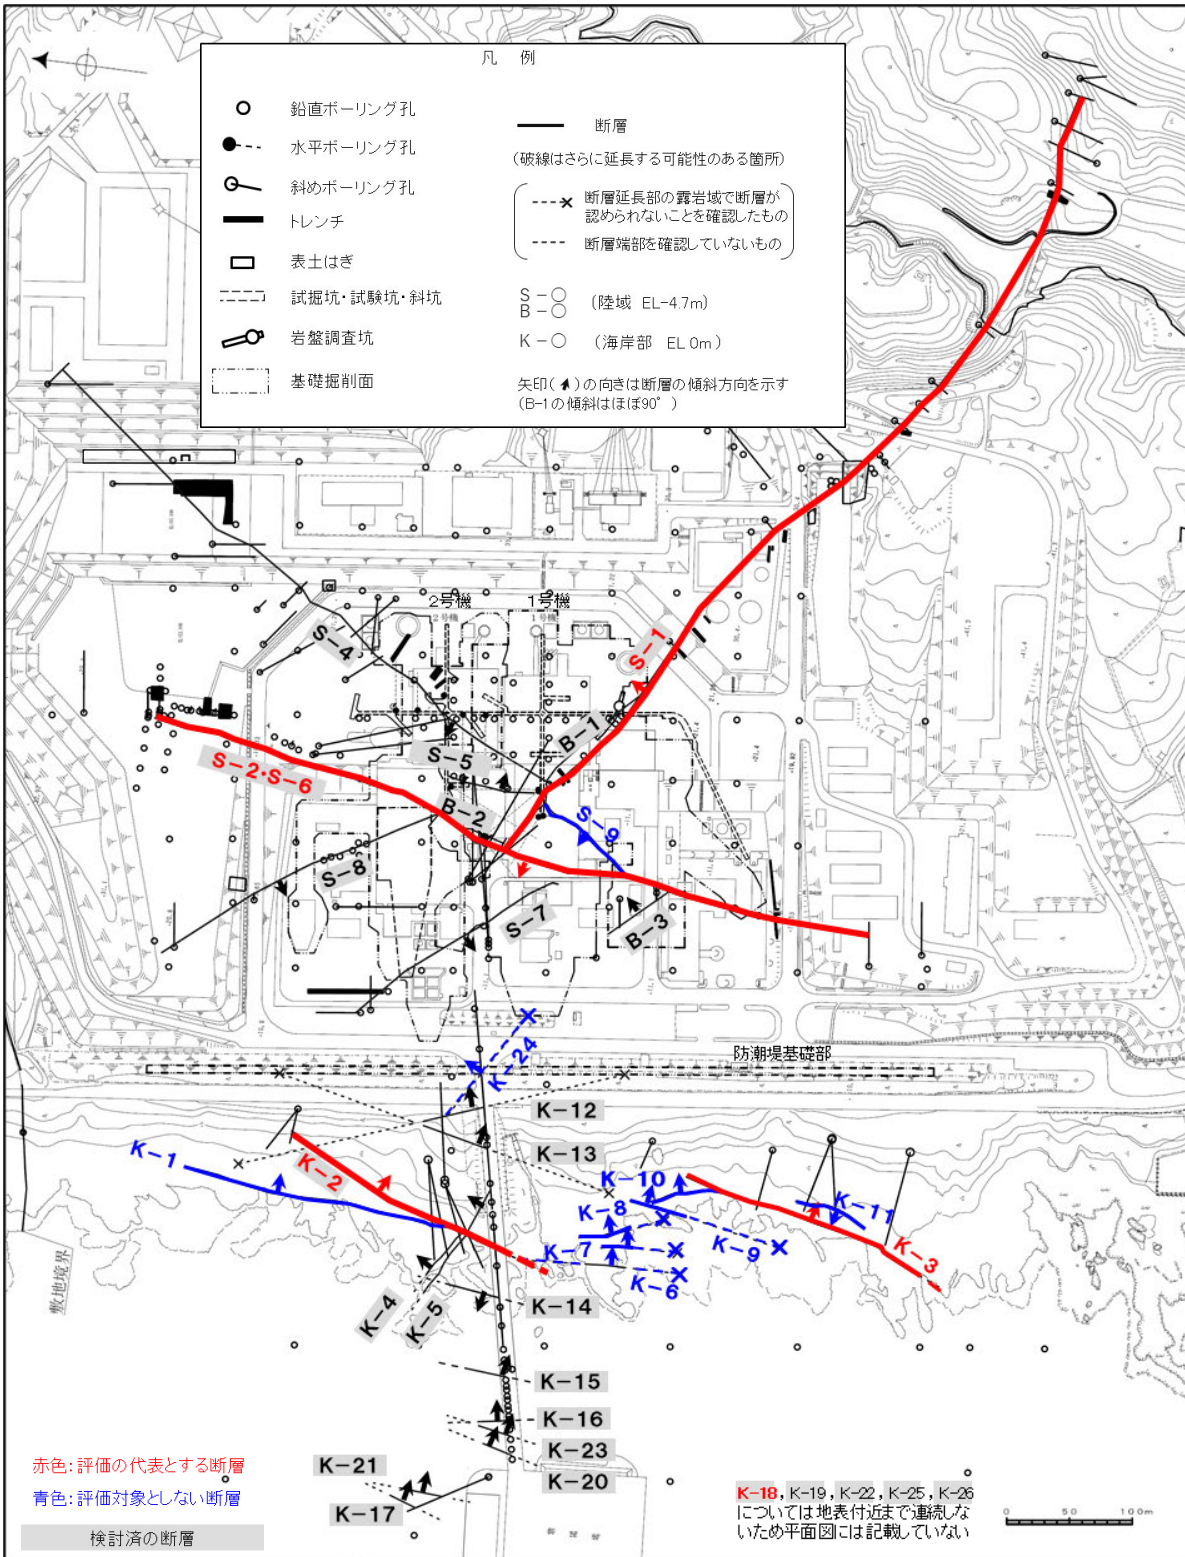 凡 例
鉛直ボーリング孔
水平ボーリング孔
斜めボーリング孔
トレンチ
表土はぎ
試掘坑・試験坑・斜坑
岩盤調査坑
基礎掘削面
断層
(破線はさらに延長する可能性のある箇所)
断層延長部の露岩域で断層が
認められないことを確認したもの
断層端部を確認していないもの
S-○
B-○
(陸域 EL-4.7m)
K-○ (海岸部 EL 0m)
矢印( )の向きは断層の傾斜方向を示す
(B-1の傾斜はほぼ90°)
2号機
1号機
2号機
1号機
S-4
S-1
B-1
S-5
S-2・S-6
B-2
S-9
S-8
S-7
B-3
K-24
防潮堤基礎部
K-12
K-13
K-1
K-2
K-10
K-8
K-7
K-9
K-6
K-11
K-3
K-4
K-5
K-14
敷地境界
K-15
K-16
K-23
K-20
K-21
K-17
赤色:評価の代表とする断層
青色:評価対象としない断層
検討済の断層
K-18, K-19, K-22, K-25, K-26
については地表付近まで連続しな
いため平面図には記載していない
0 50 100m